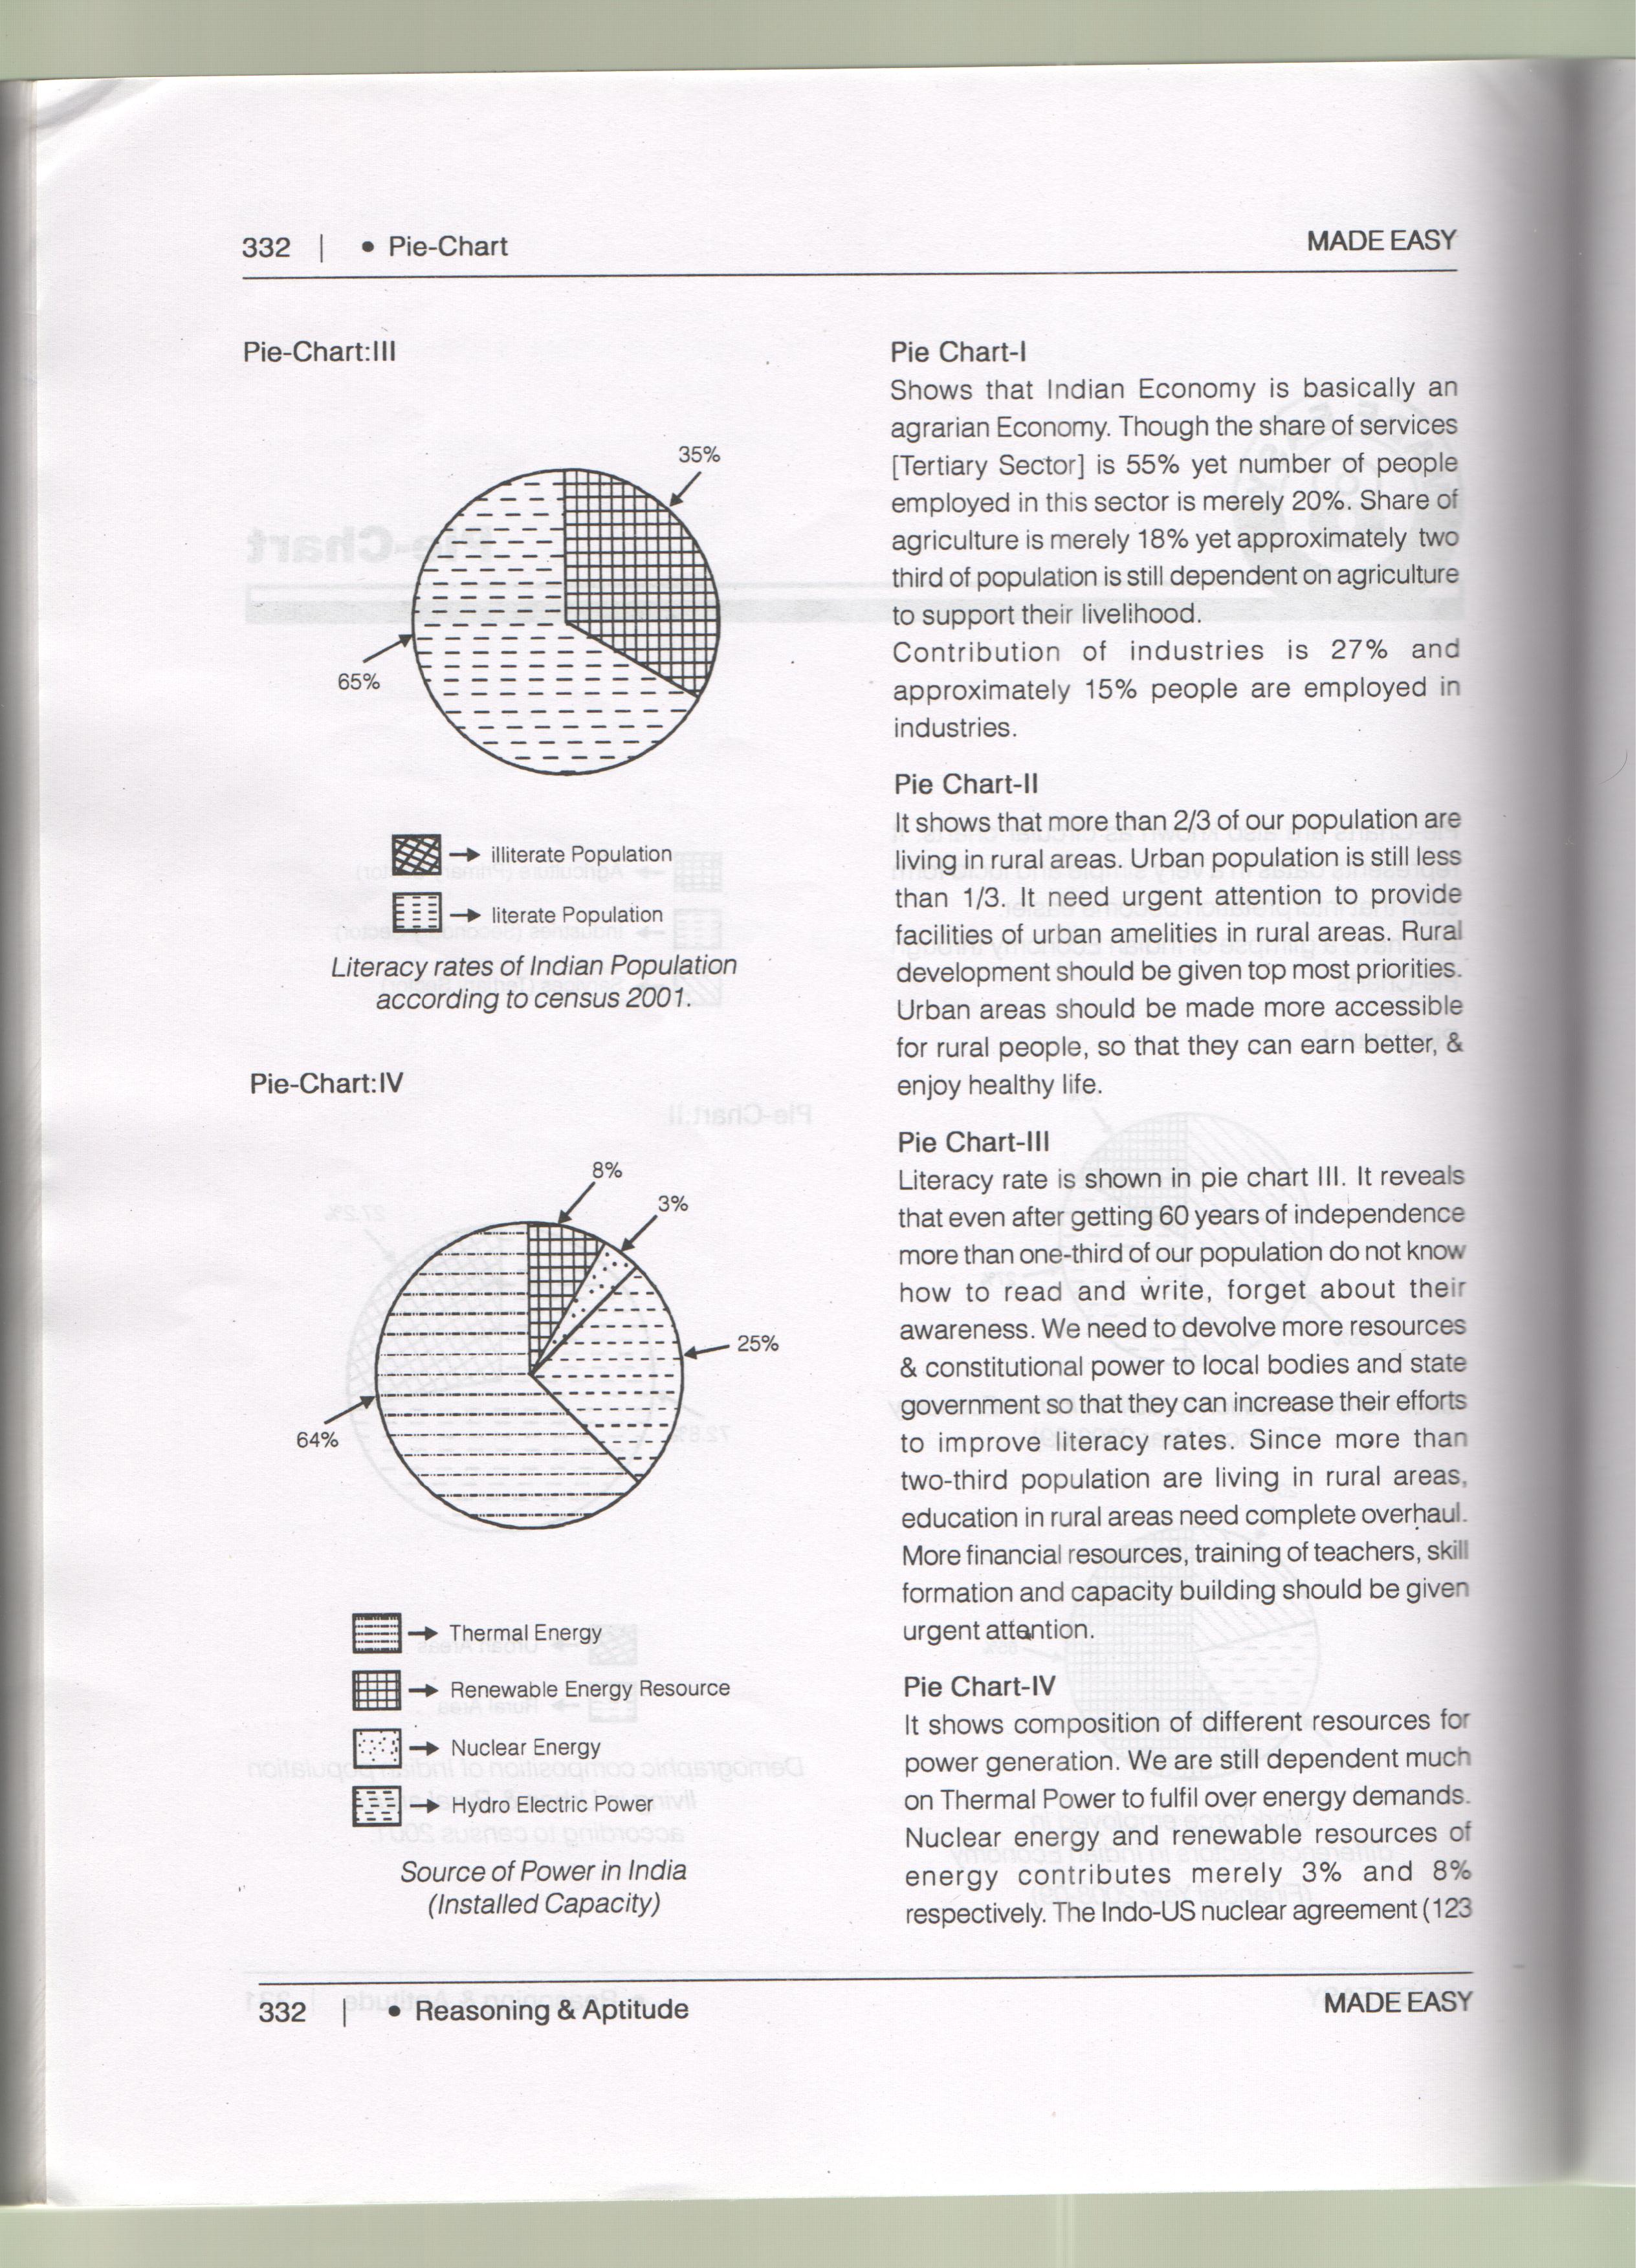 332 | • Pie-Chart
MADE EASY
Pie-Chart:III
35%
65%
→ illiterate Population
→ literate Population
Literacy rates of Indian Population
according to census 2001.
Pie-Chart:IV
8%
3%
25%
64%
→ Thermal Energy
→ Renewable Energy Resource
→ Nuclear Energy
→ Hydro Electric Power
Source of Power in India
(Installed Capacity)
Pie Chart-I
Shows that Indian Economy is basically an
agrarian Economy. Though the share of services
[Tertiary Sector] is 55% yet number of people
employed in this sector is merely 20%. Share of
agriculture is merely 18% yet approximately two
third of population is still dependent on agriculture
to support their livelihood.
Contribution of industries is 27% and
approximately 15% people are employed in
industries.
Pie Chart-II
It shows that more than 2/3 of our population are
living in rural areas. Urban population is still less
than 1/3. It need urgent attention to provide
facilities of urban amelities in rural areas. Rural
development should be given top most priorities.
Urban areas should be made more accessible
for rural people, so that they can earn better, &
enjoy healthy life.
Pie Chart-III
Literacy rate is shown in pie chart III. It reveals
that even after getting 60 years of independence
more than one-third of our population do not know
how to read and write, forget about their
awareness. We need to devolve more resources
& constitutional power to local bodies and state
government so that they can increase their efforts
to improve literacy rates. Since more than
two-third population are living in rural areas,
education in rural areas need complete overhaul.
More financial resources, training of teachers, skill
formation and capacity building should be given
urgent attention.
Pie Chart-IV
It shows composition of different resources for
power generation. We are still dependent much
on Thermal Power to fulfil over energy demands.
Nuclear energy and renewable resources of
energy contributes merely 3% and 8%
respectively. The Indo-US nuclear agreement (123
332 | • Reasoning & Aptitude
MADE EASY